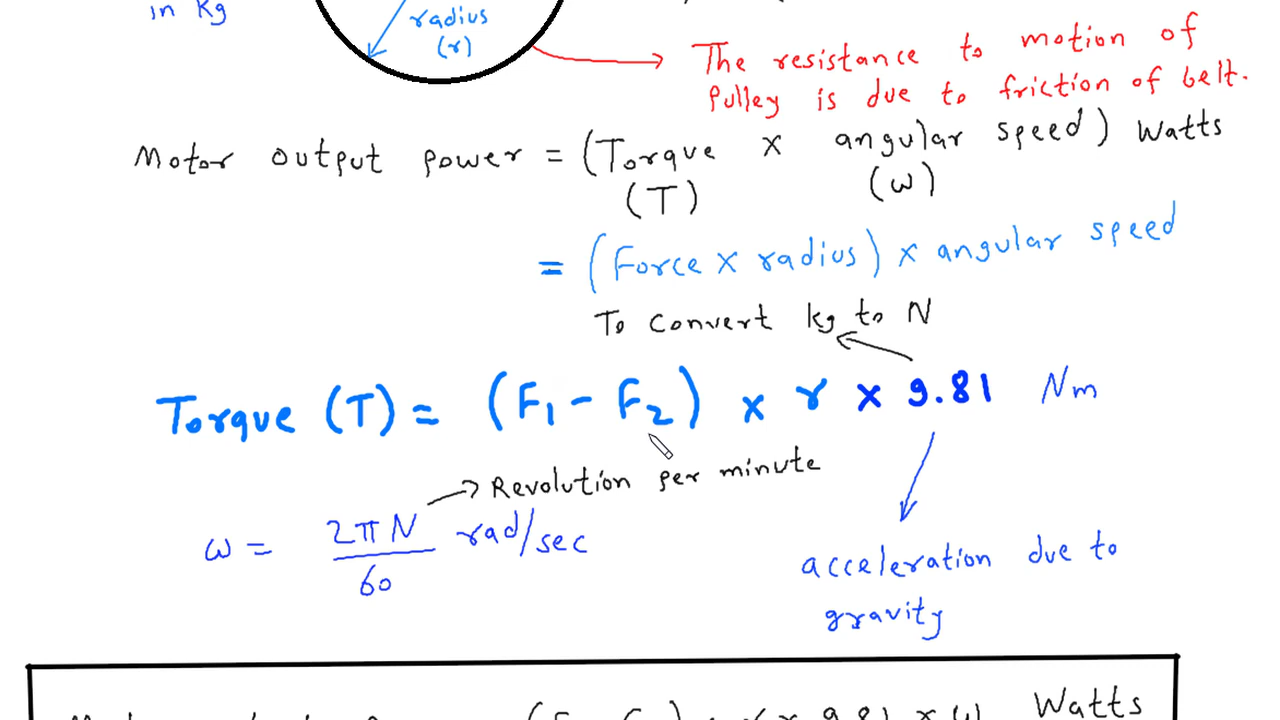 in Kg
radius
(r)
The resistance to motion of
Pulley is due to friction of belt.
Motor output power = (Torque x angular speed) Watts
(T) (ω)
= (Force x radius) x angular speed
To convert kg to N
Torque (T) = (F1 - F2) x r x 9.81 Nm
→ Revolution per minute
ω = 2πN/60 rad/sec
acceleration due to
gravity
Watts